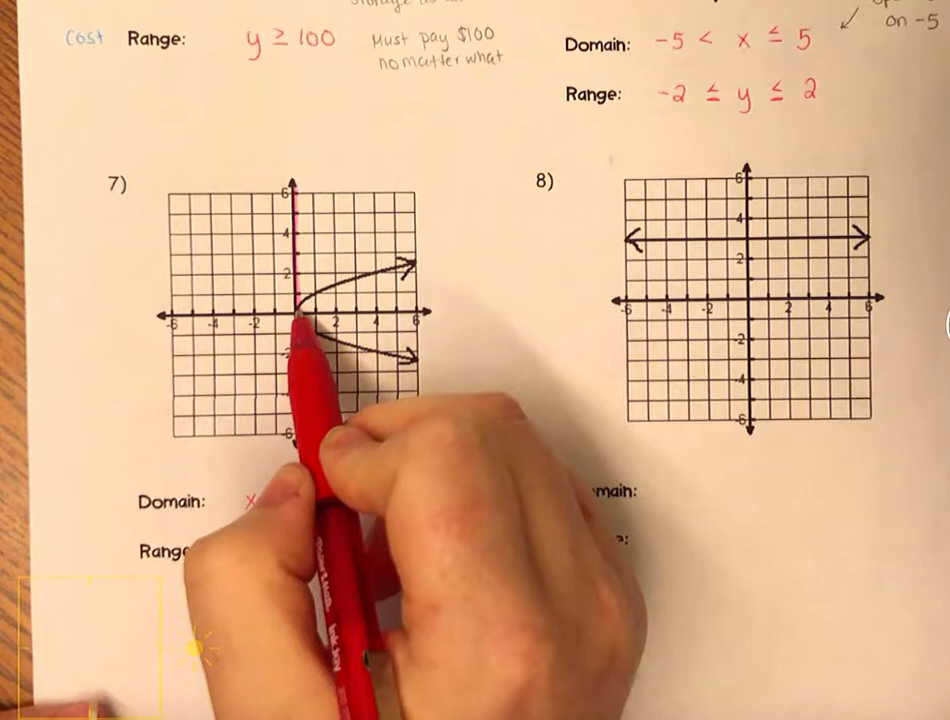 on -5
Cost Range: y ≥ 100 Must pay $100
no matter what
Domain: -5 < x ≤ 5
Range: -2 ≤ y ≤ 2
7)
6
4
2
-6 -4 -2 2 4 6
-2
-6
Domain: x
Range
8)
6
4
2
-6 -4 -2 2 4 6
-2
-4
-6
main:
e:
PaperMate InkJoy